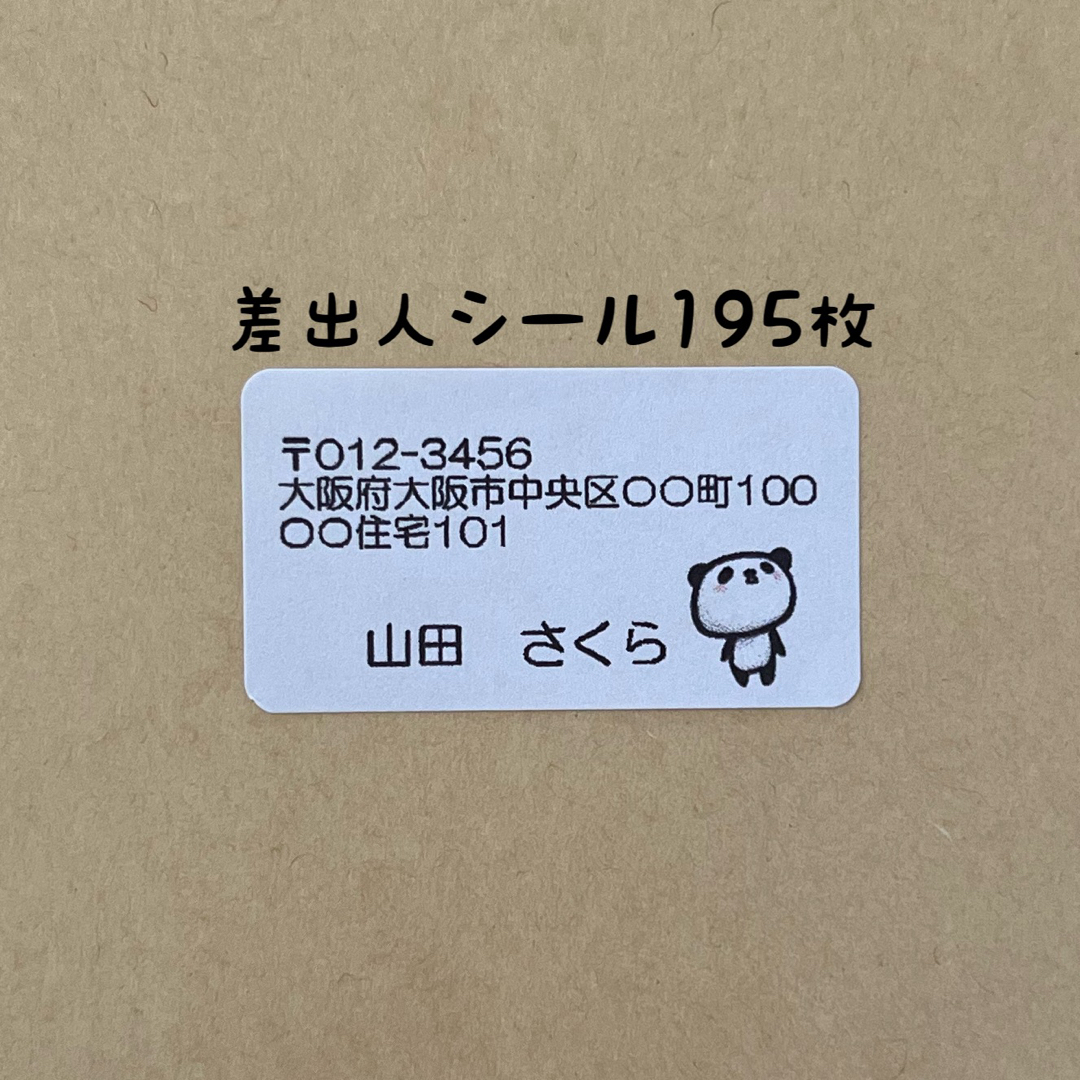 差出人シール195枚
〒012-3456
大阪府大阪市中央区〇〇町100
〇〇住宅101
山田　さくら